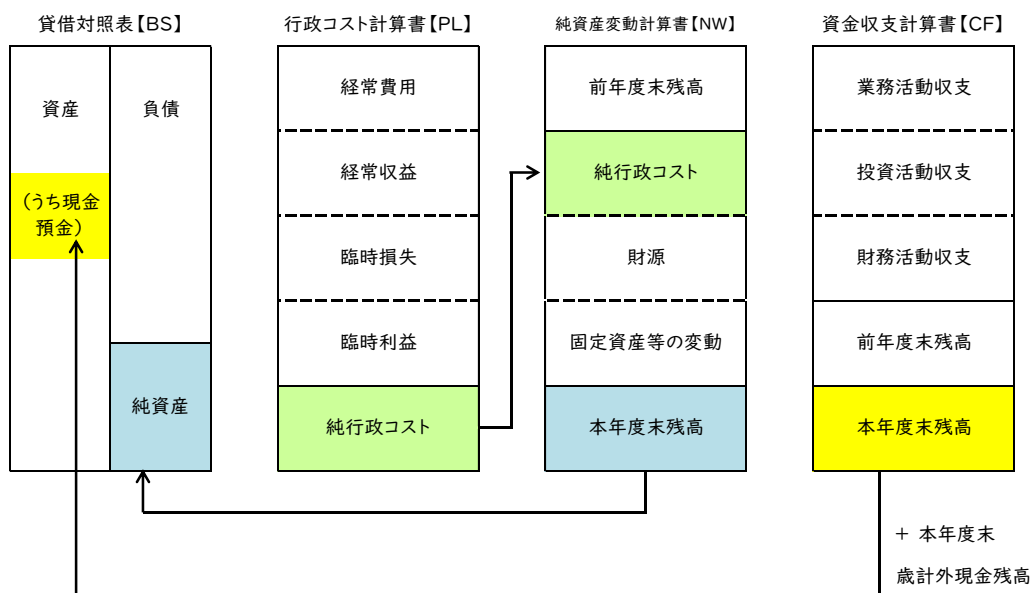 貸借対照表【BS】
資産
(うち現金
預金)
負債
純資産
行政コスト計算書【PL】
経常費用
経常収益
臨時損失
臨時利益
純行政コスト
純資産変動計算書【NW】
前年度末残高
純行政コスト
財源
固定資産等の変動
本年度末残高
資金収支計算書【CF】
業務活動収支
投資活動収支
財務活動収支
前年度末残高
本年度末残高
+ 本年度末
歳計外現金残高